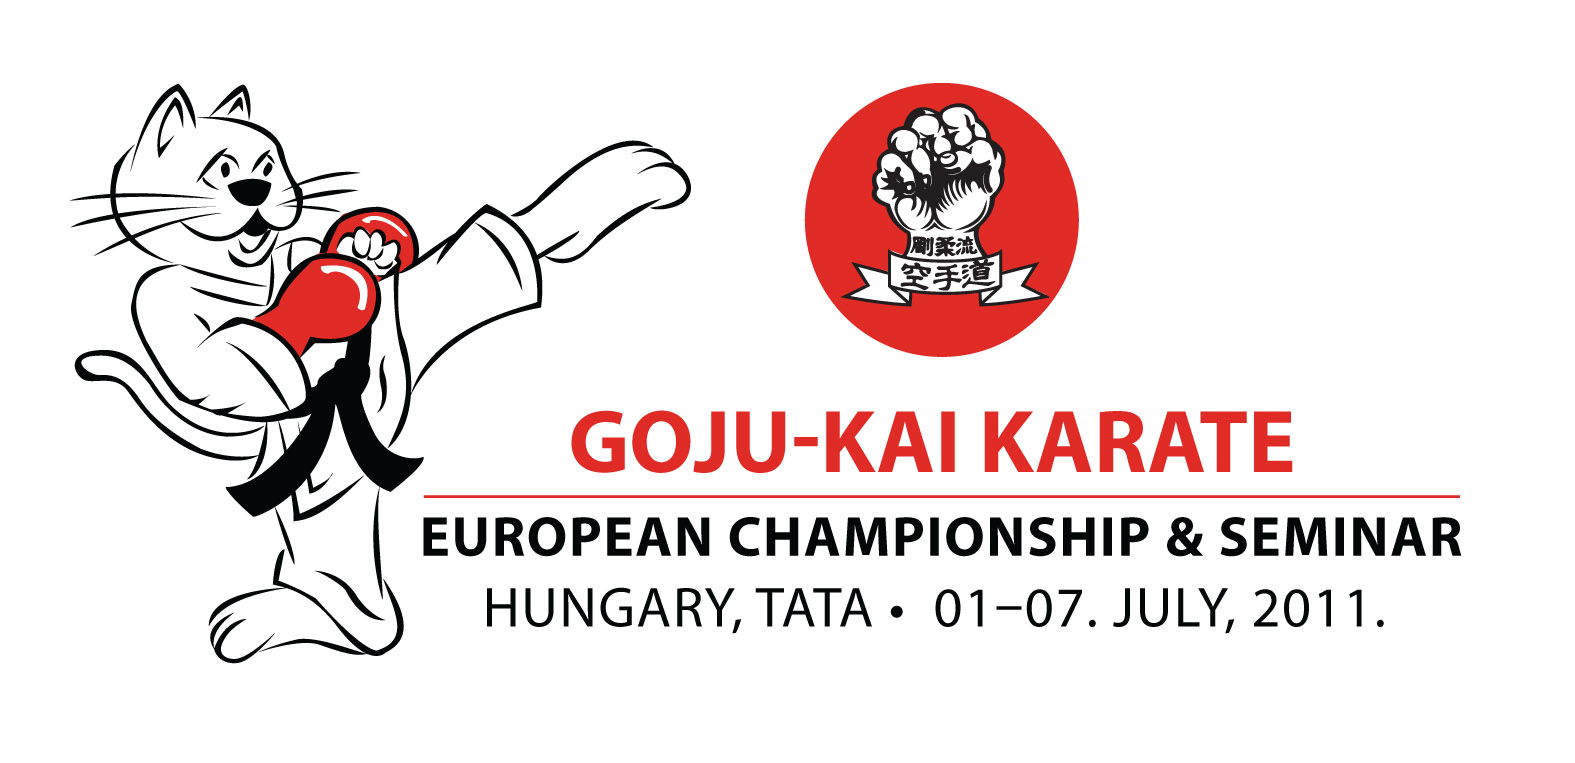 剛柔流
空手道
GOJU-KAI KARATE
EUROPEAN CHAMPIONSHIP & SEMINAR
HUNGARY, TATA • 01–07. JULY, 2011.